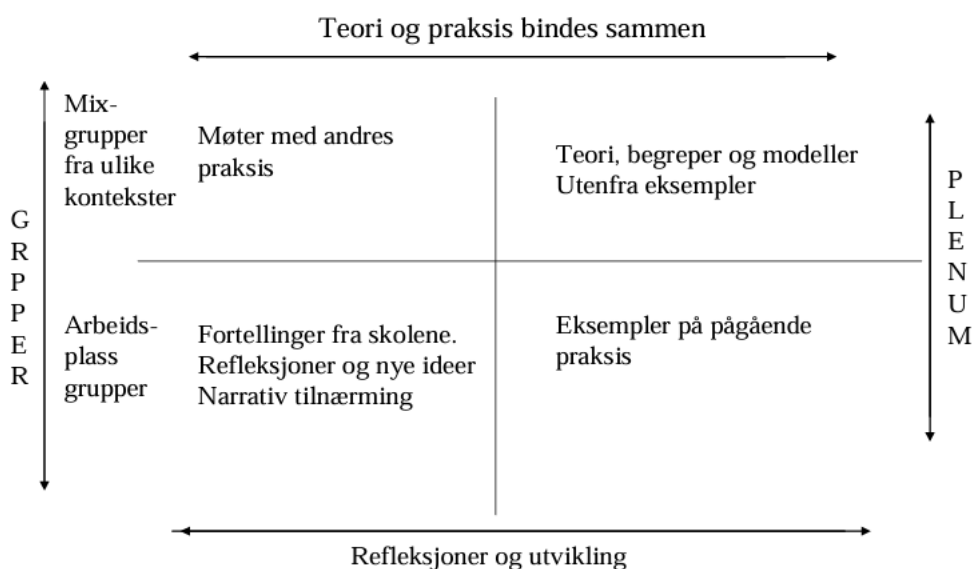 Teori og praksis bindes sammen
Mix-
grupper
fra ulike
kontekster
Møter med andres
praksis
Teori, begreper og modeller
Utenfra eksempler
G
R
P
P
E
R
P
L
E
N
U
M
Arbeids-
plass
grupper
Fortellinger fra skolene.
Refleksjoner og nye ideer
Narrativ tilnærming
Eksempler på pågående
praksis
Refleksjoner og utvikling